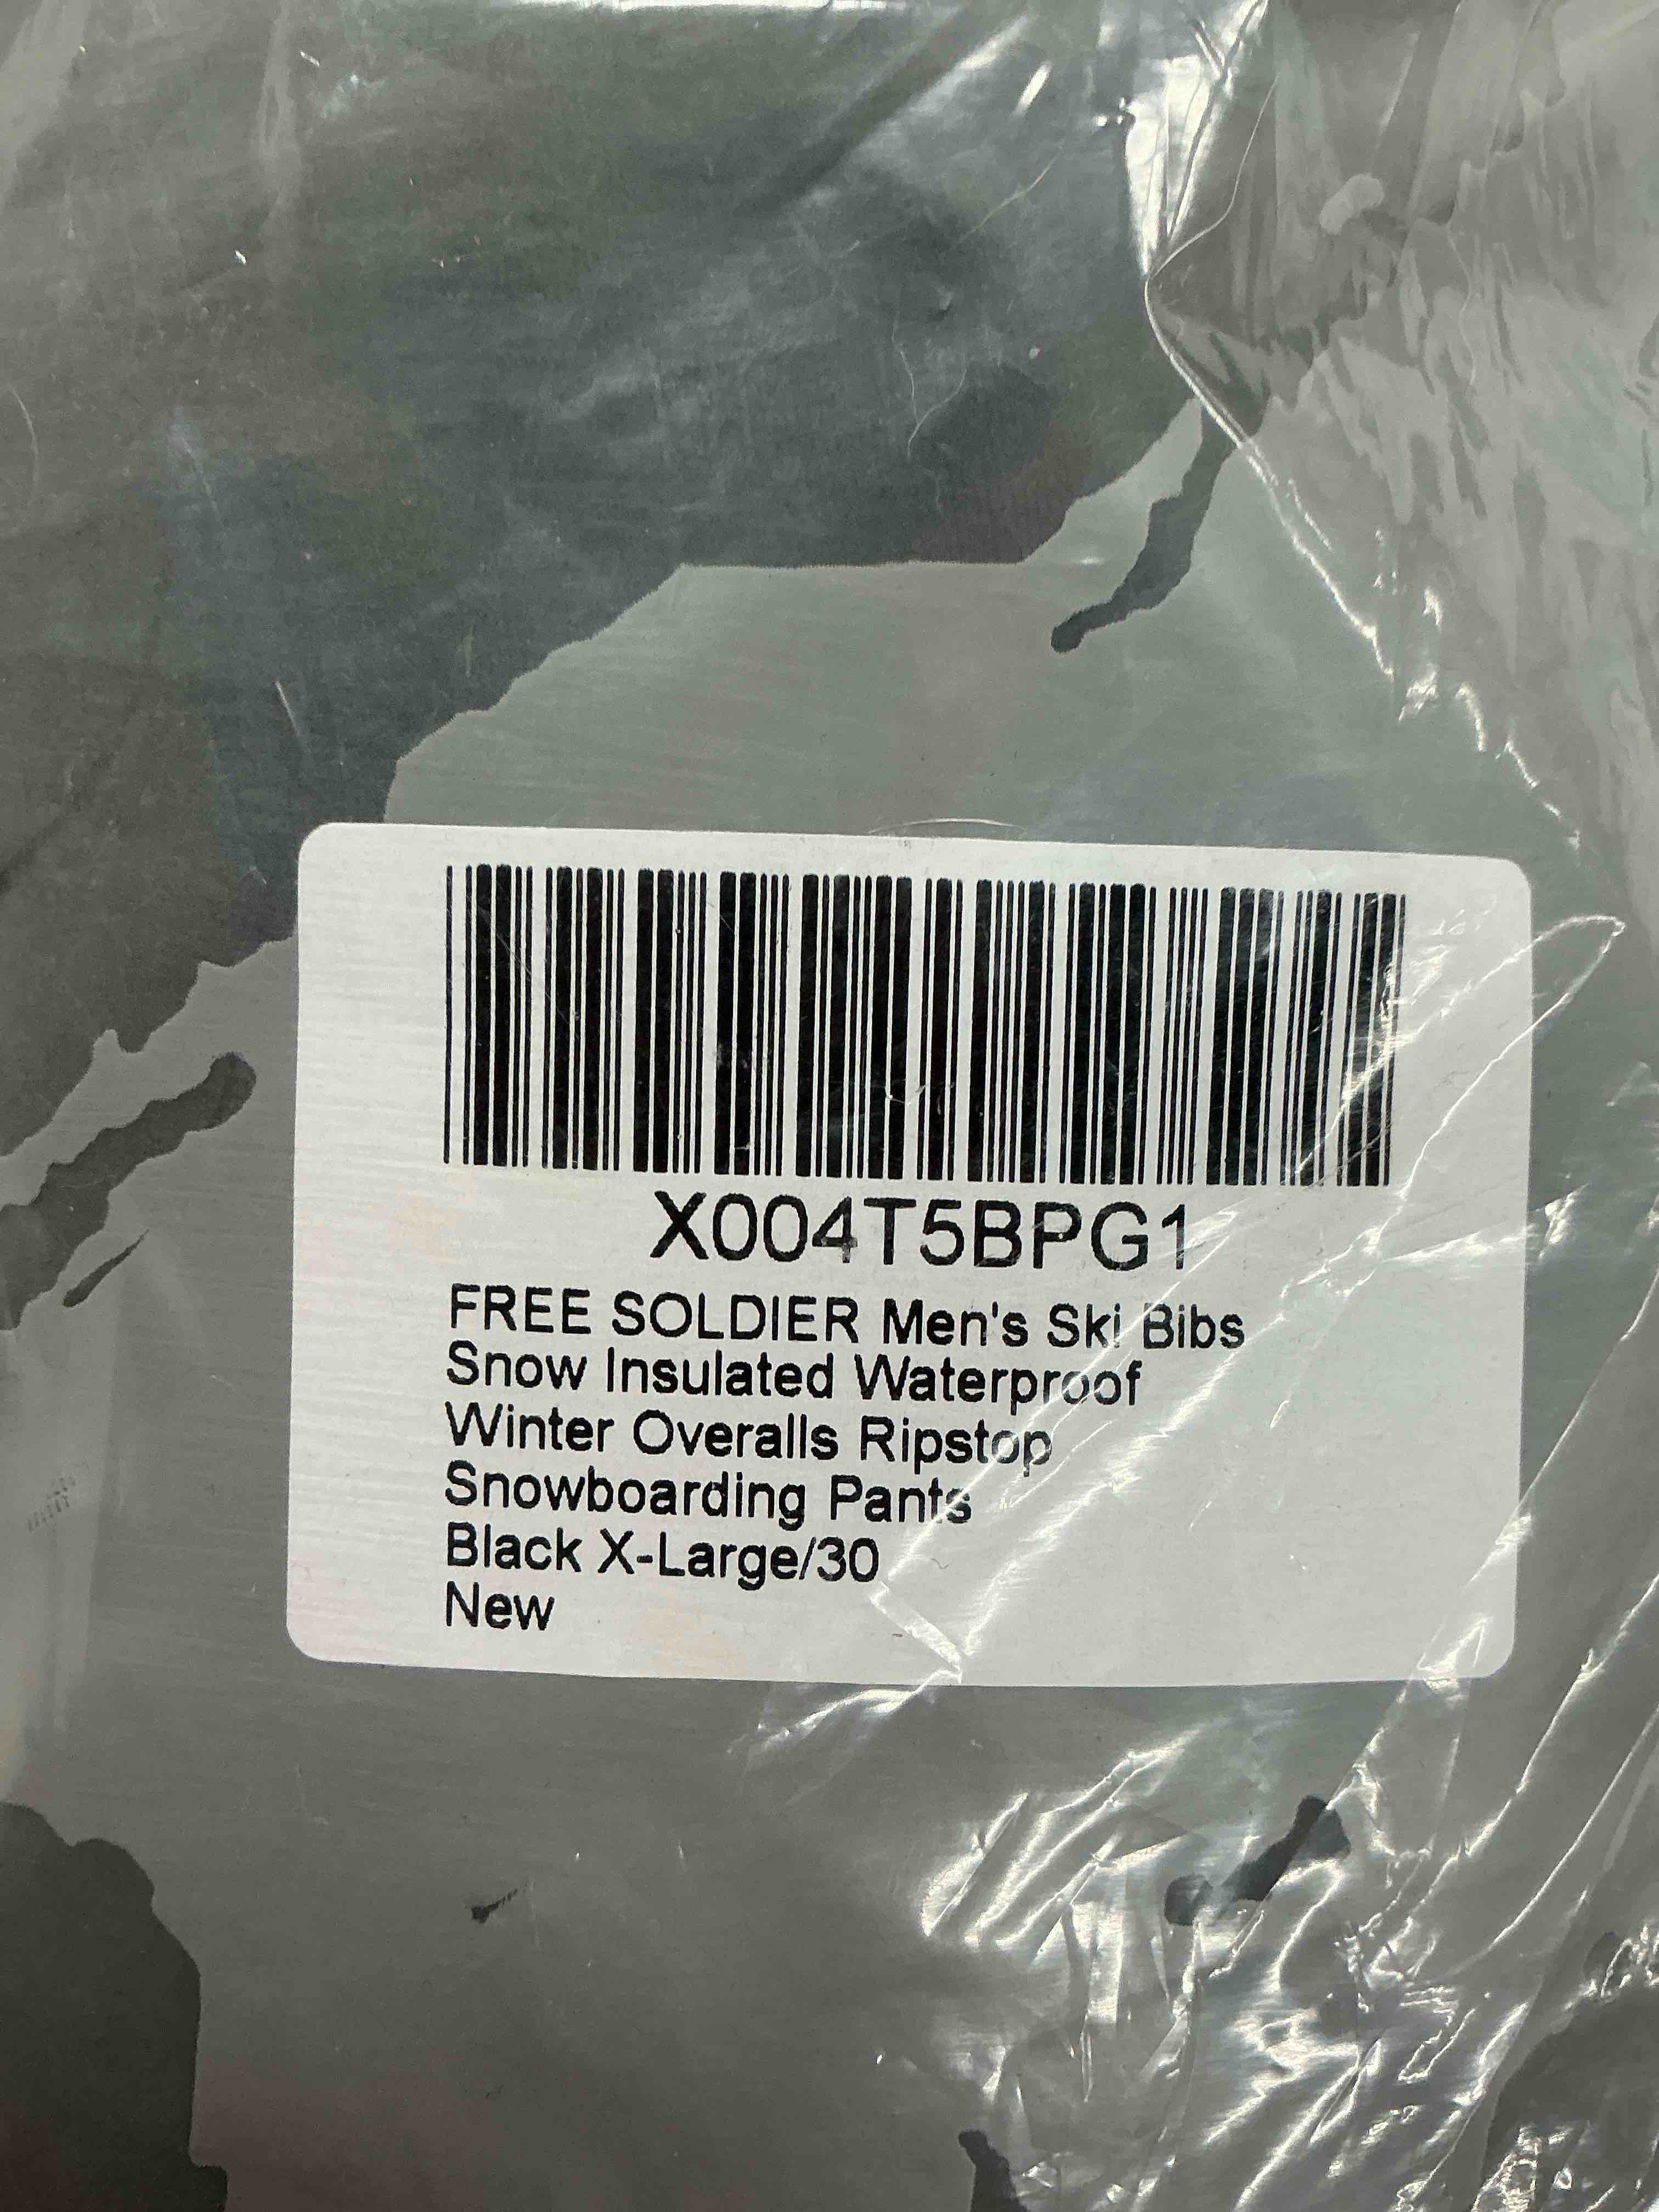 X004T5BPG1
FREE SOLDIER Men's Ski Bibs
Snow Insulated Waterproof
Winter Overalls Ripstop
Snowboarding Pants
Black X-Large/30
New